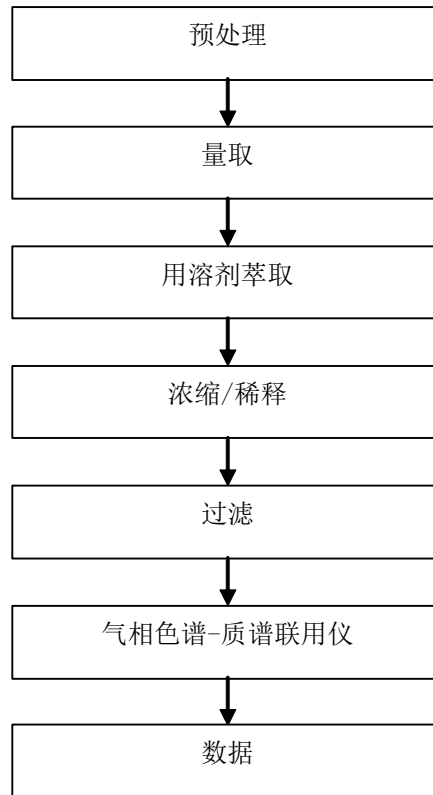 预处理
量取
用溶剂萃取
浓缩/稀释
过滤
气相色谱-质谱联用仪
数据